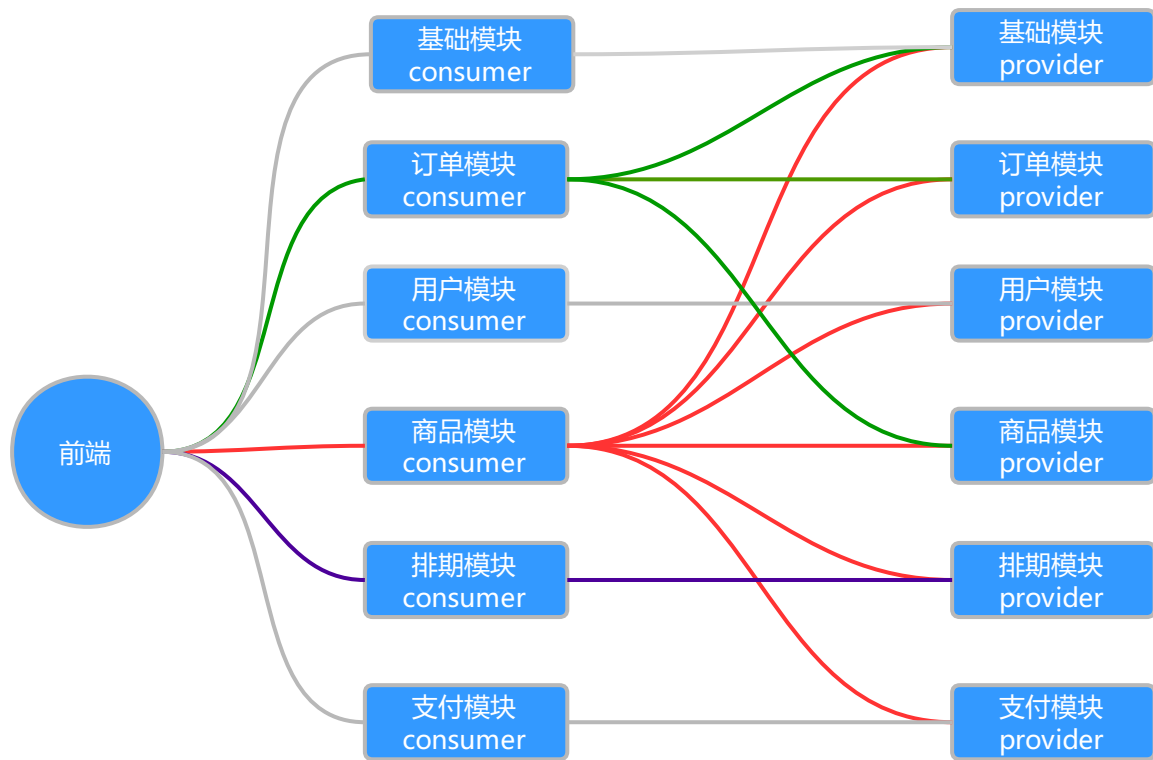 基础模块
consumer
基础模块
provider
订单模块
consumer
订单模块
provider
用户模块
consumer
用户模块
provider
前端
商品模块
consumer
商品模块
provider
排期模块
consumer
排期模块
provider
支付模块
consumer
支付模块
provider